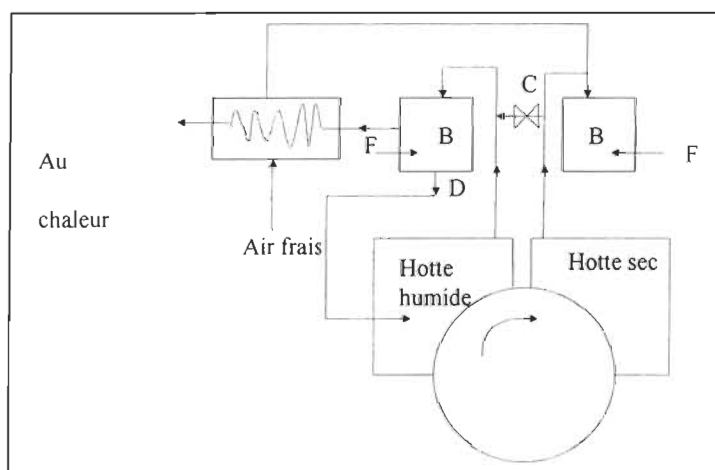 C
B
B
F
F
Au
D
chaleur
Air frais
Hotte
humide
Hotte sec